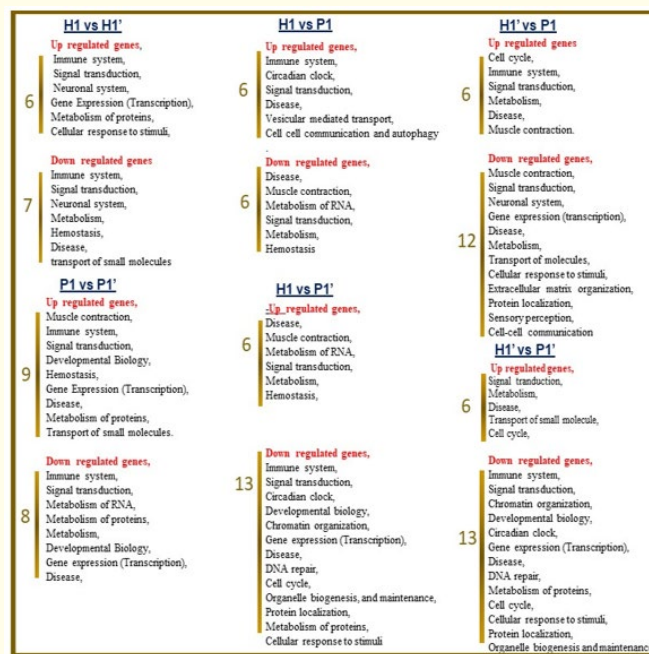 H1 vs H1'
Up regulated genes,
6
Immune system,
Signal transduction,
Neuronal system,
Gene Expression (Transcription),
Metabolism of proteins,
Cellular response to stimuli,
Down regulated genes
7
Immune system,
Signal transduction,
Neuronal system,
Metabolism,
Hemostasis,
Disease,
transport of small molecules
P1 vs P1'
Up regulated genes,
9
Muscle contraction,
Immune system,
Signal transduction,
Developmental Biology,
Hemostasis,
Gene Expression (Transcription),
Disease,
Metabolism of proteins,
Transport of small molecules.
Down regulated genes,
8
Immune system,
Signal transduction,
Metabolism of RNA,
Metabolism of proteins,
Metabolism,
Developmental Biology,
Gene expression (Transcription),
Disease,
H1 vs P1
Up regulated genes,
6
Immune system,
Circadian clock,
Signal transduction,
Disease,
Vesicular mediated transport,
Cell cell communication and autophagy
.
Down regulated genes,
6
Disease,
Muscle contraction,
Metabolism of RNA,
Signal transduction,
Metabolism,
Hemostasis
H1 vs P1'
-Up regulated genes,
6
Disease,
Muscle contraction,
Metabolism of RNA,
Signal transduction,
Metabolism,
Hemostasis,
Down regulated genes,
13
Immune system,
Signal transduction,
Circadian clock,
Developmental biology,
Chromatin organization,
Gene expression (Transcription),
Disease,
DNA repair,
Cell cycle,
Organelle biogenesis, and maintenance,
Protein localization,
Metabolism of proteins,
Cellular response to stimuli
H1' vs P1
Up regulated genes
6
Cell cycle,
Immune system,
Signal transduction,
Metabolism,
Disease,
Muscle contraction.
Down regulated genes,
12
Muscle contraction,
Signal transduction,
Neuronal system,
Gene expression (transcription),
Disease,
Metabolism,
Transport of molecules,
Cellular response to stimuli,
Extracellular matrix organization,
Protein localization,
Sensory perception,
Cell-cell communication
H1' vs P1'
Up regulated genes,
6
Signal tranduction,
Metabolism,
Disease,
Transport of small molecule,
Cell cycle,
Down regulated genes,
13
Immune system,
Signal transduction,
Chromatin organization,
Developmental biology,
Circadian clock,
Gene expression (Transcription),
Disease,
DNA repair,
Metabolism of proteins,
Cell cycle,
Cellular response to stimuli,
Protein localization,
Organelle biogenesis and maintenance